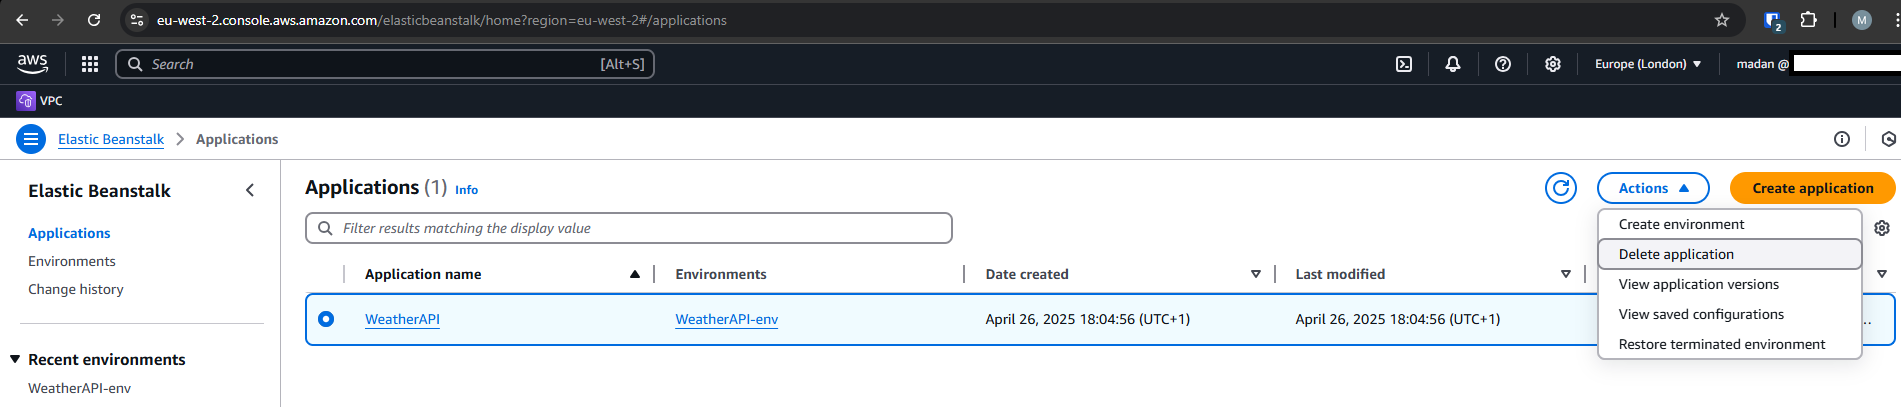 eu-west-2.console.aws.amazon.com/elasticbeanstalk/home?region=eu-west-2#/applications
2
M
aws
Search
[Alt+S]
Europe (London)
madan @
VPC
Elastic Beanstalk
Applications
Elastic Beanstalk
Applications
Environments
Change history
Recent environments
WeatherAPI-env
Applications (1) Info
Actions
Create application
Filter results matching the display value
Create environment
Delete application
View application versions
View saved configurations
Restore terminated environment
Application name
Environments
Date created
Last modified
WeatherAPI
WeatherAPI-env
April 26, 2025 18:04:56 (UTC+1)
April 26, 2025 18:04:56 (UTC+1)
..